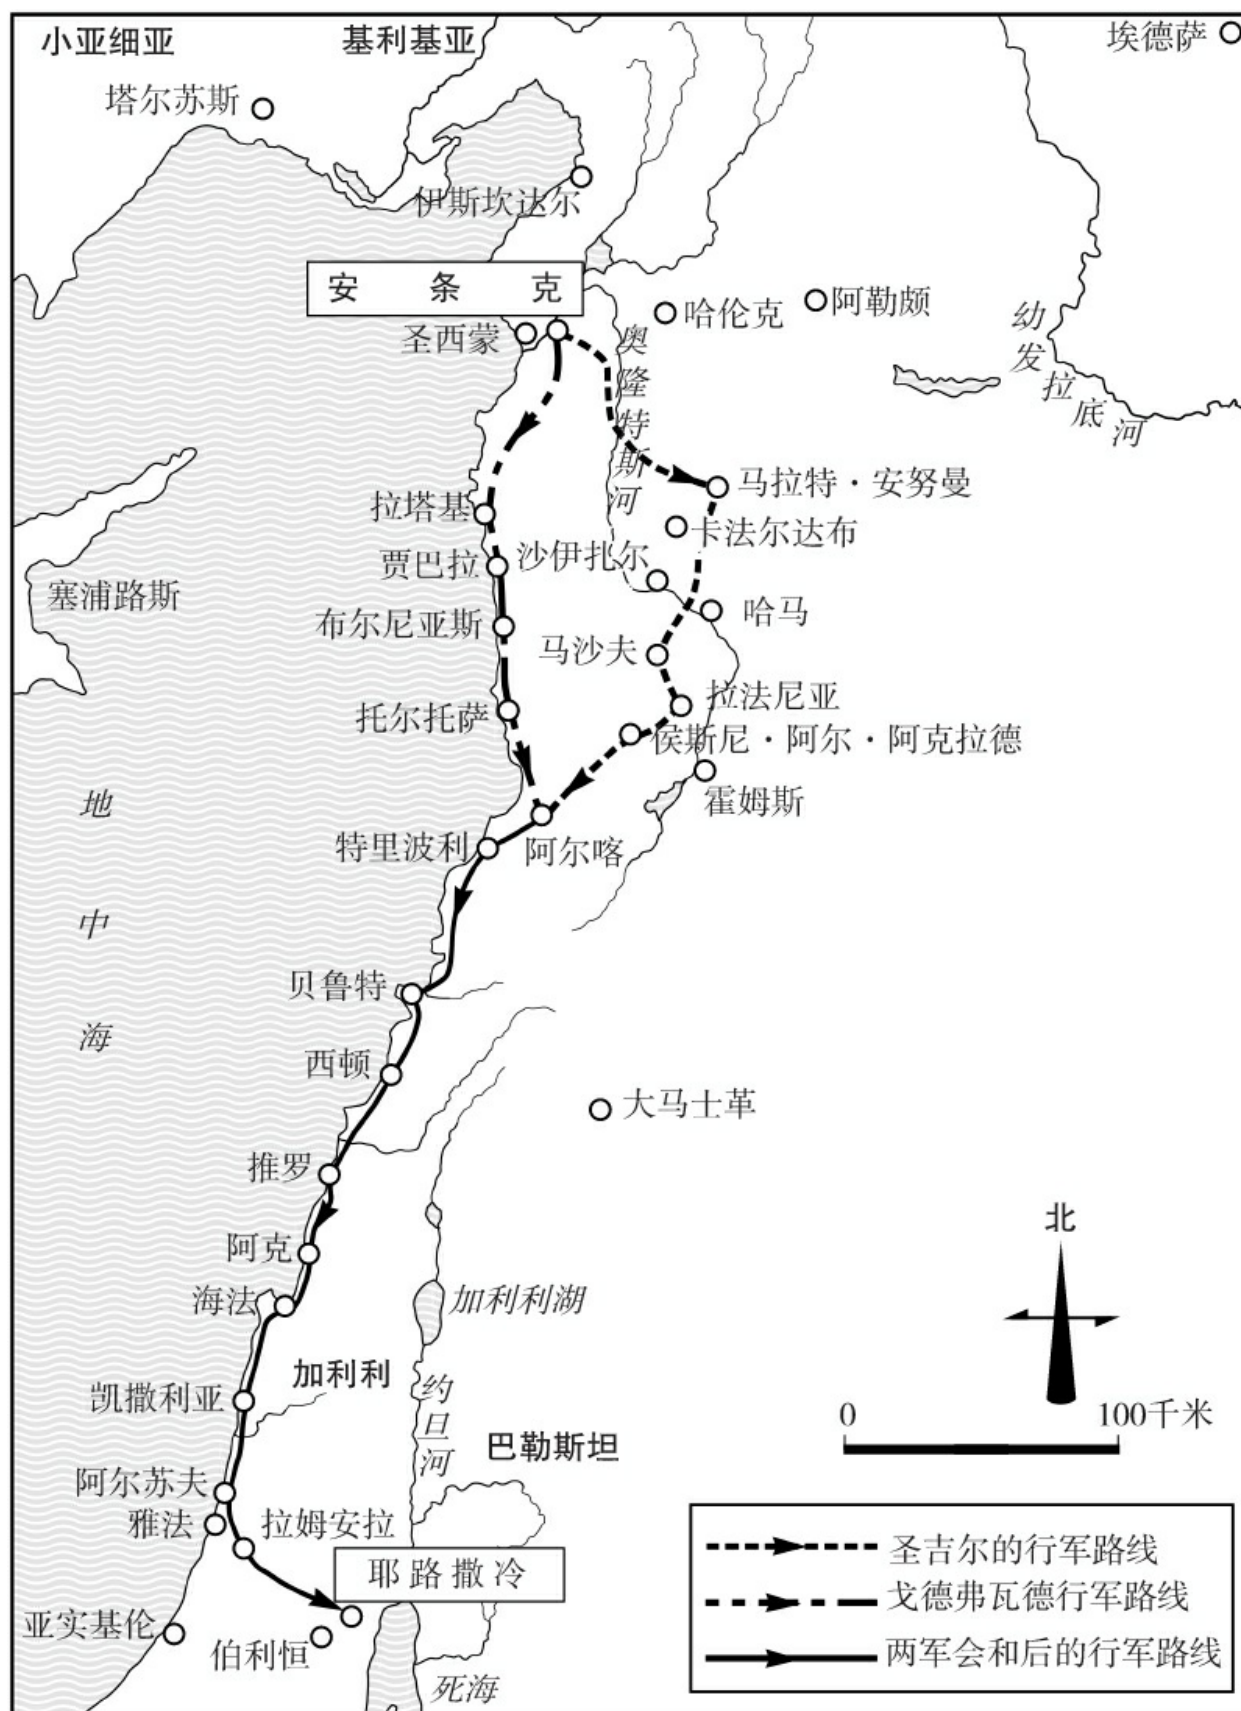 小亚细亚
基利基亚
埃德萨
塔尔苏斯
伊斯坎达尔
安条克
圣西蒙
哈伦克
阿勒颇
奥隆特斯河
幼发拉底河
马拉特·安努曼
拉塔基
卡法尔达布
贾巴拉
沙伊扎尔
塞浦路斯
哈马
布尔尼亚斯
马沙夫
拉法尼亚
托尔托萨
侯斯尼·阿尔·阿克拉德
霍姆斯
地中海
特里波利
阿尔喀
贝鲁特
西顿
大马士革
推罗
北
阿克
海法
加利利湖
加利利
凯撒利亚
约旦河
0
100千米
巴勒斯坦
阿尔苏夫
雅法
拉姆安拉
耶路撒冷
亚实基伦
伯利恒
死海
圣吉尔的行军路线
戈德弗瓦德行军路线
两军会和后的行军路线